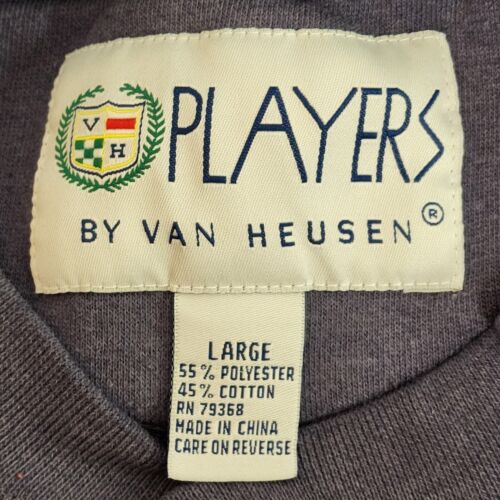 V
H
PLAYERS
BY VAN HEUSEN ®
LARGE
55% POLYESTER
45% COTTON
RN 79368
MADE IN CHINA
CARE ON REVERSE